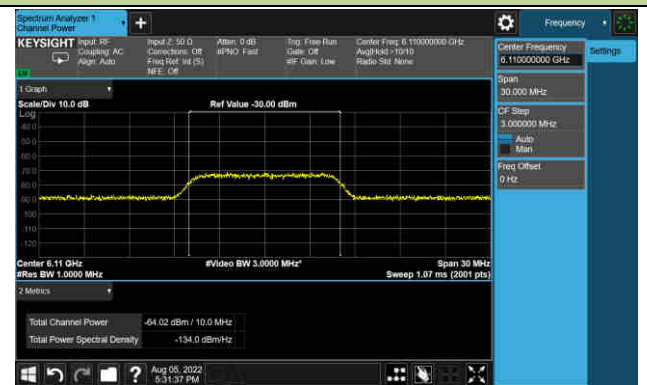 Spectrum Analyzer 1
Channel Power
Frequency
KEYSIGHT
Input: RF
Coupling: AC
Align: Auto
Input Z: 50 Ω
Corrections: Off
Freq Ref: Int (S)
NFE: Off
Atten: 0 dB
#PNO: Fast
Trig: Free Run
Gate: Off
#IF Gain: Low
Center Freq: 6.110000000 GHz
Avg|Hold:>10/10
Radio Std: None
Center Frequency
6.110000000 GHz
Settings
Span
30.000 MHz
CF Step
3.000000 MHz
Auto
Man
Freq Offset
0 Hz
1 Graph
Scale/Div 10.0 dB
Ref Value -30.00 dBm
Log
-40.0
-50.0
-60.0
-70.0
-80.0
-90.0
-100
-110
-120
Center 6.11 GHz
#Video BW 3.0000 MHz*
Span 30 MHz
#Res BW 1.0000 MHz
Sweep 1.07 ms (2001 pts)
2 Metrics
Total Channel Power
-64.02 dBm / 10.0 MHz
Total Power Spectral Density
-134.0 dBm/Hz
?
Aug 05, 2022
5:31:37 PM